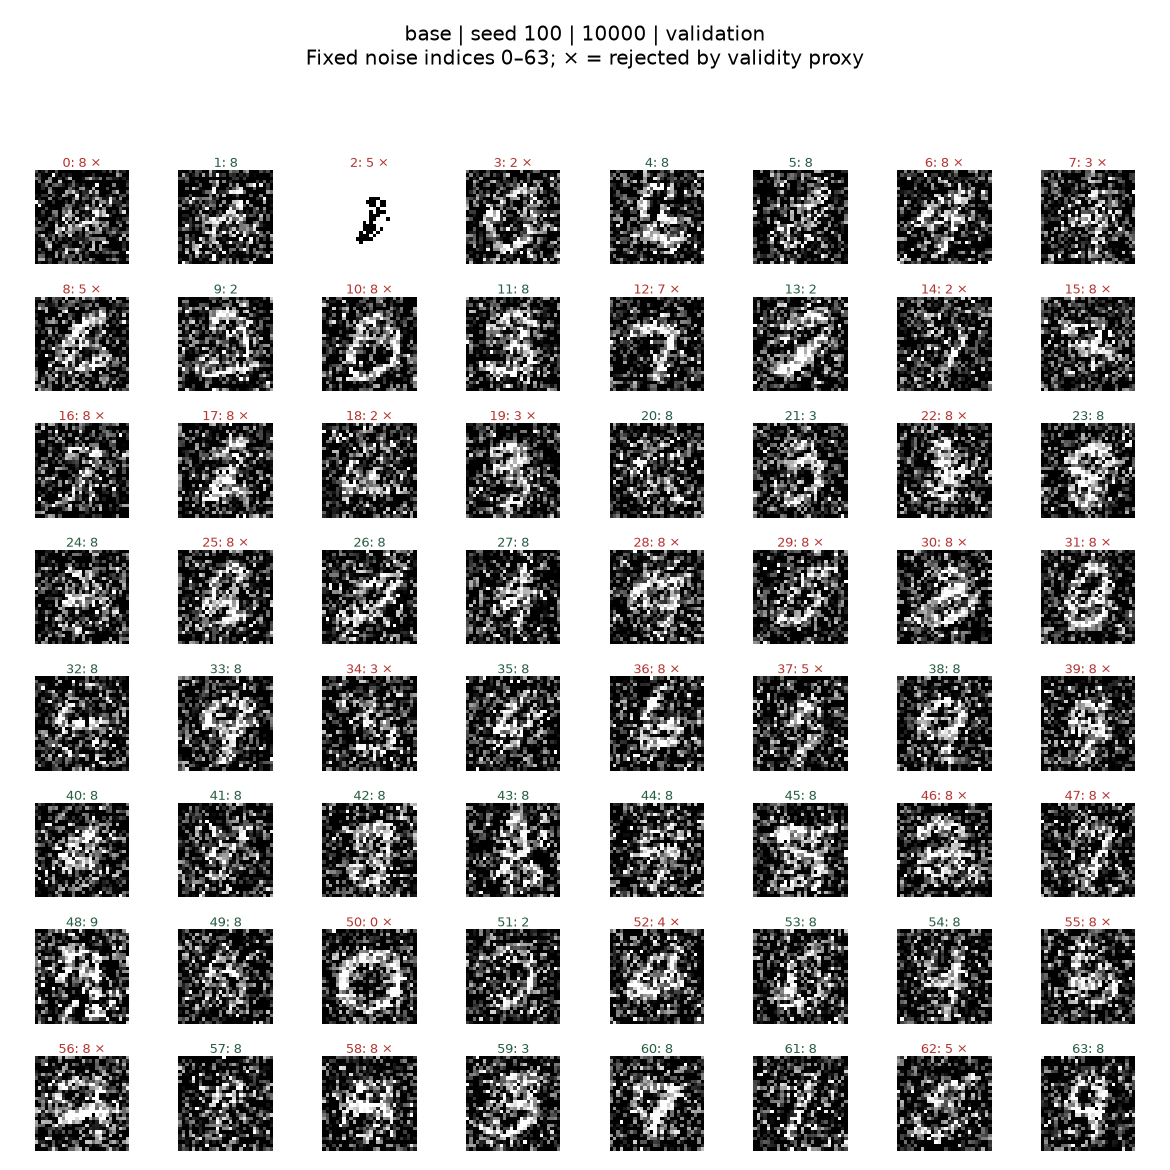 base | seed 100 | 10000 | validation
Fixed noise indices 0–63; × = rejected by validity proxy
0: 8 × 1: 8 2: 5 × 3: 2 × 4: 8 5: 8 6: 8 × 7: 3 ×
8: 5 × 9: 2 10: 8 × 11: 8 12: 7 × 13: 2 14: 2 × 15: 8 ×
16: 8 × 17: 8 × 18: 2 × 19: 3 × 20: 8 21: 3 22: 8 × 23: 8
24: 8 25: 8 × 26: 8 27: 8 28: 8 × 29: 8 × 30: 8 × 31: 8 ×
32: 8 33: 8 34: 3 × 35: 8 36: 8 × 37: 5 × 38: 8 39: 8 ×
40: 8 41: 8 42: 8 43: 8 44: 8 45: 8 46: 8 × 47: 8 ×
48: 9 49: 8 50: 0 × 51: 2 52: 4 × 53: 8 54: 8 55: 8 ×
56: 8 × 57: 8 58: 8 × 59: 3 60: 8 61: 8 62: 5 × 63: 8